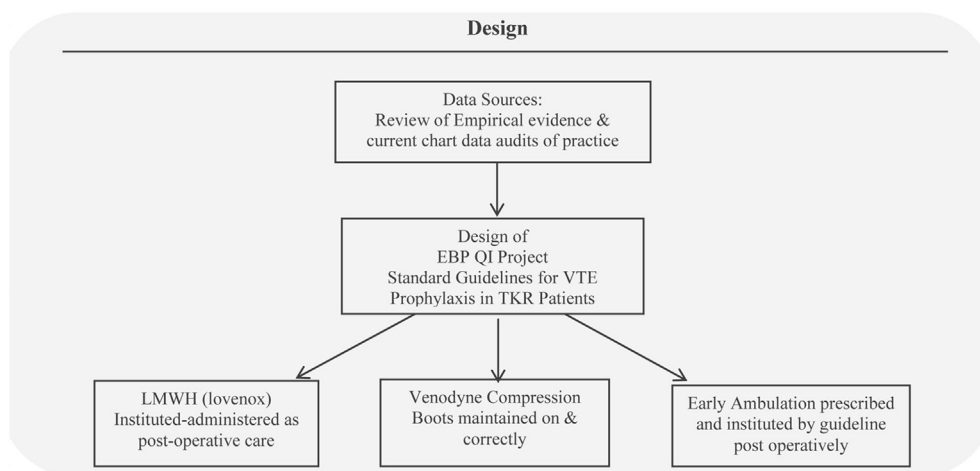 Design
Data Sources:
Review of Empirical evidence &
current chart data audits of practice
Design of
EBP QI Project
Standard Guidelines for VTE
Prophylaxis in TKR Patients
LMWH (lovenox)
Instituted-administered as
post-operative care
Venodyne Compression
Boots maintained on &
correctly
Early Ambulation prescribed
and instituted by guideline
post operatively